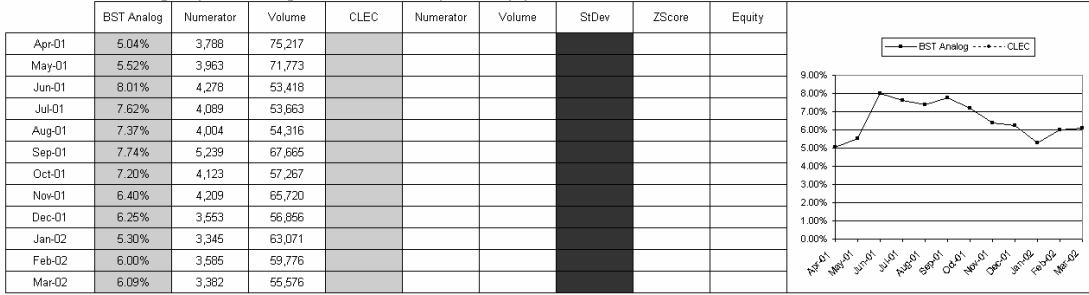 BST Analog Numerator Volume CLEC Numerator Volume StDev ZScore Equity
Apr-01 5.04% 3,788 75,217
May-01 5.52% 3,963 71,773
Jun-01 8.01% 4,278 53,418
Jul-01 7.62% 4,089 53,663
Aug-01 7.37% 4,004 54,316
Sep-01 7.74% 5,239 67,665
Oct-01 7.20% 4,123 57,267
Nov-01 6.40% 4,209 65,720
Dec-01 6.25% 3,553 56,856
Jan-02 5.30% 3,345 63,071
Feb-02 6.00% 3,585 59,776
Mar-02 6.09% 3,382 55,576
BST Analog CLEC
9.00%
8.00%
7.00%
6.00%
5.00%
4.00%
3.00%
2.00%
1.00%
0.00%
Apr-01 May-01 Jun-01 Jul-01 Aug-01 Sep-01 Oct-01 Nov-01 Dec-01 Jan-02 Feb-02 Mar-02